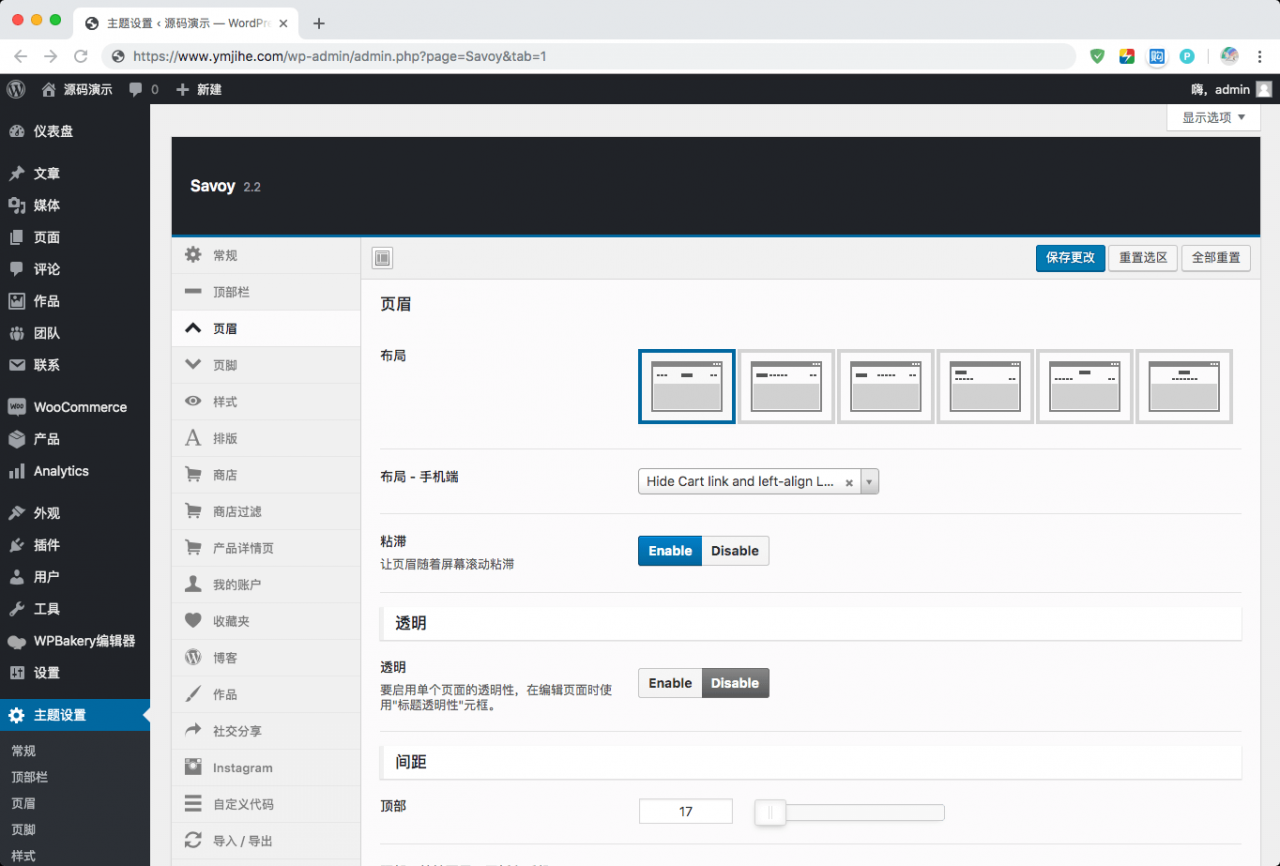 主题设置 ‹ 源码演示 — WordPr
https://www.ymjihe.com/wp-admin/admin.php?page=Savoy&tab=1
源码演示
0
新建
嗨，admin
显示选项
仪表盘
文章
媒体
页面
评论
作品
团队
联系
WooCommerce
产品
Analytics
外观
插件
用户
工具
WPBakery编辑器
设置
主题设置
常规
顶部栏
页眉
页脚
样式
Savoy 2.2
常规
顶部栏
页眉
页脚
样式
排版
商店
商店过滤
产品详情页
我的账户
收藏夹
博客
作品
社交分享
Instagram
自定义代码
导入 / 导出
保存更改
重置选区
全部重置
页眉
布局
布局 - 手机端
Hide Cart link and left-align L...
粘滞
让页眉随着屏幕滚动粘滞
Enable
Disable
透明
透明
要启用单个页面的透明性，在编辑页面时使
用"标题透明性"元框。
Enable
Disable
间距
顶部
17